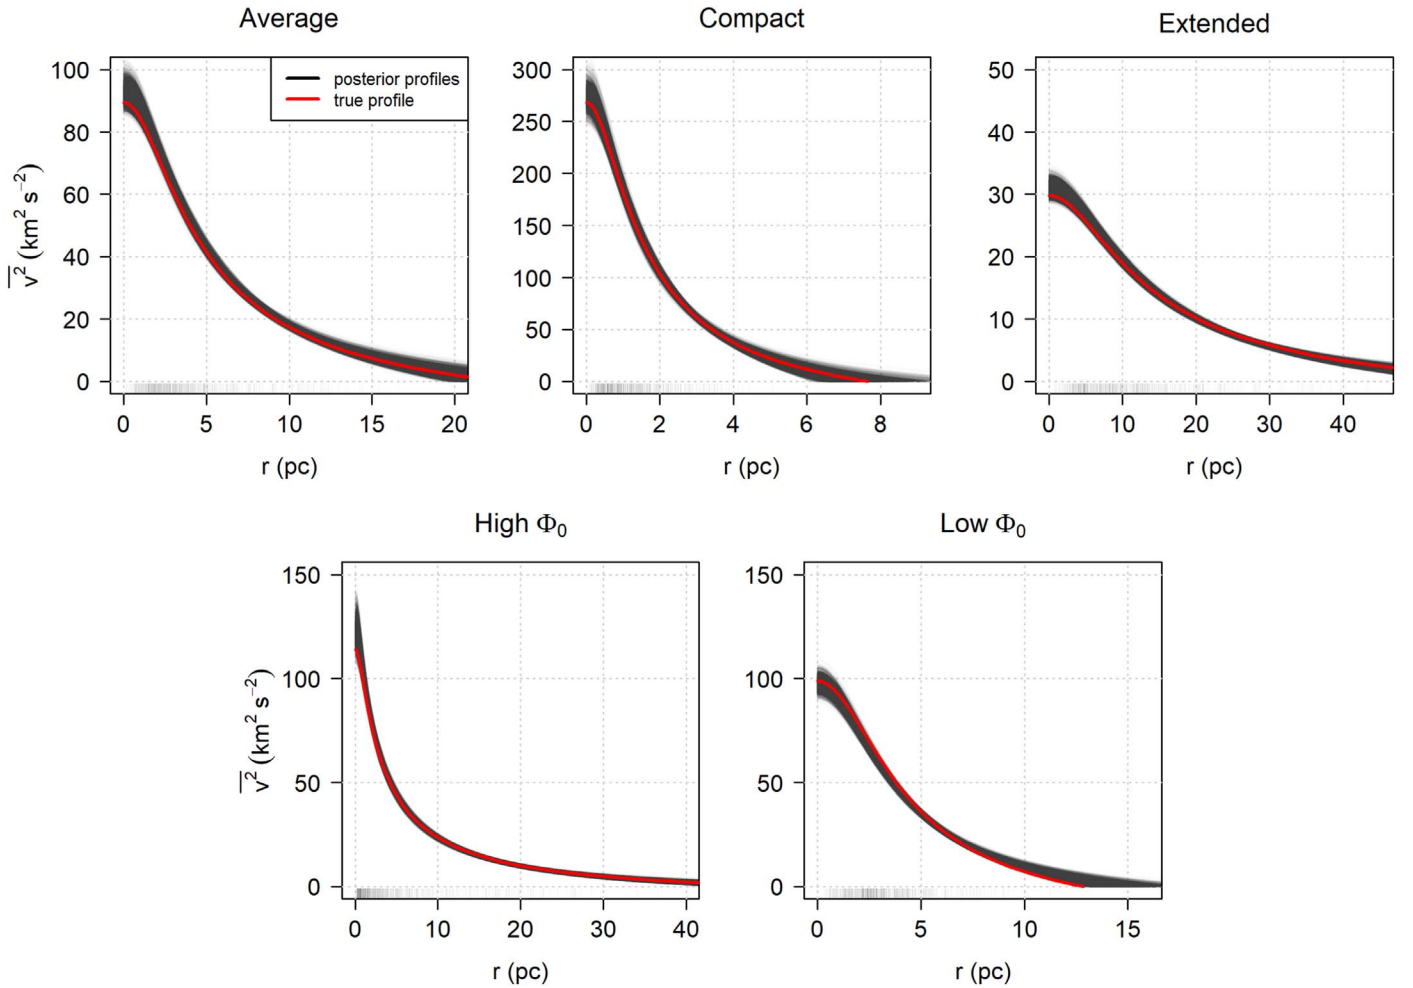 Average
Compact
Extended
posterior profiles
true profile
v² (km² s⁻²)
100
80
60
40
20
0
0 5 10 15 20
r (pc)
300
250
200
150
100
50
0
0 2 4 6 8
r (pc)
50
40
30
20
10
0
0 10 20 30 40
r (pc)
High Φ₀
Low Φ₀
v² (km² s⁻²)
150
100
50
0
0 10 20 30 40
r (pc)
150
100
50
0
0 5 10 15
r (pc)